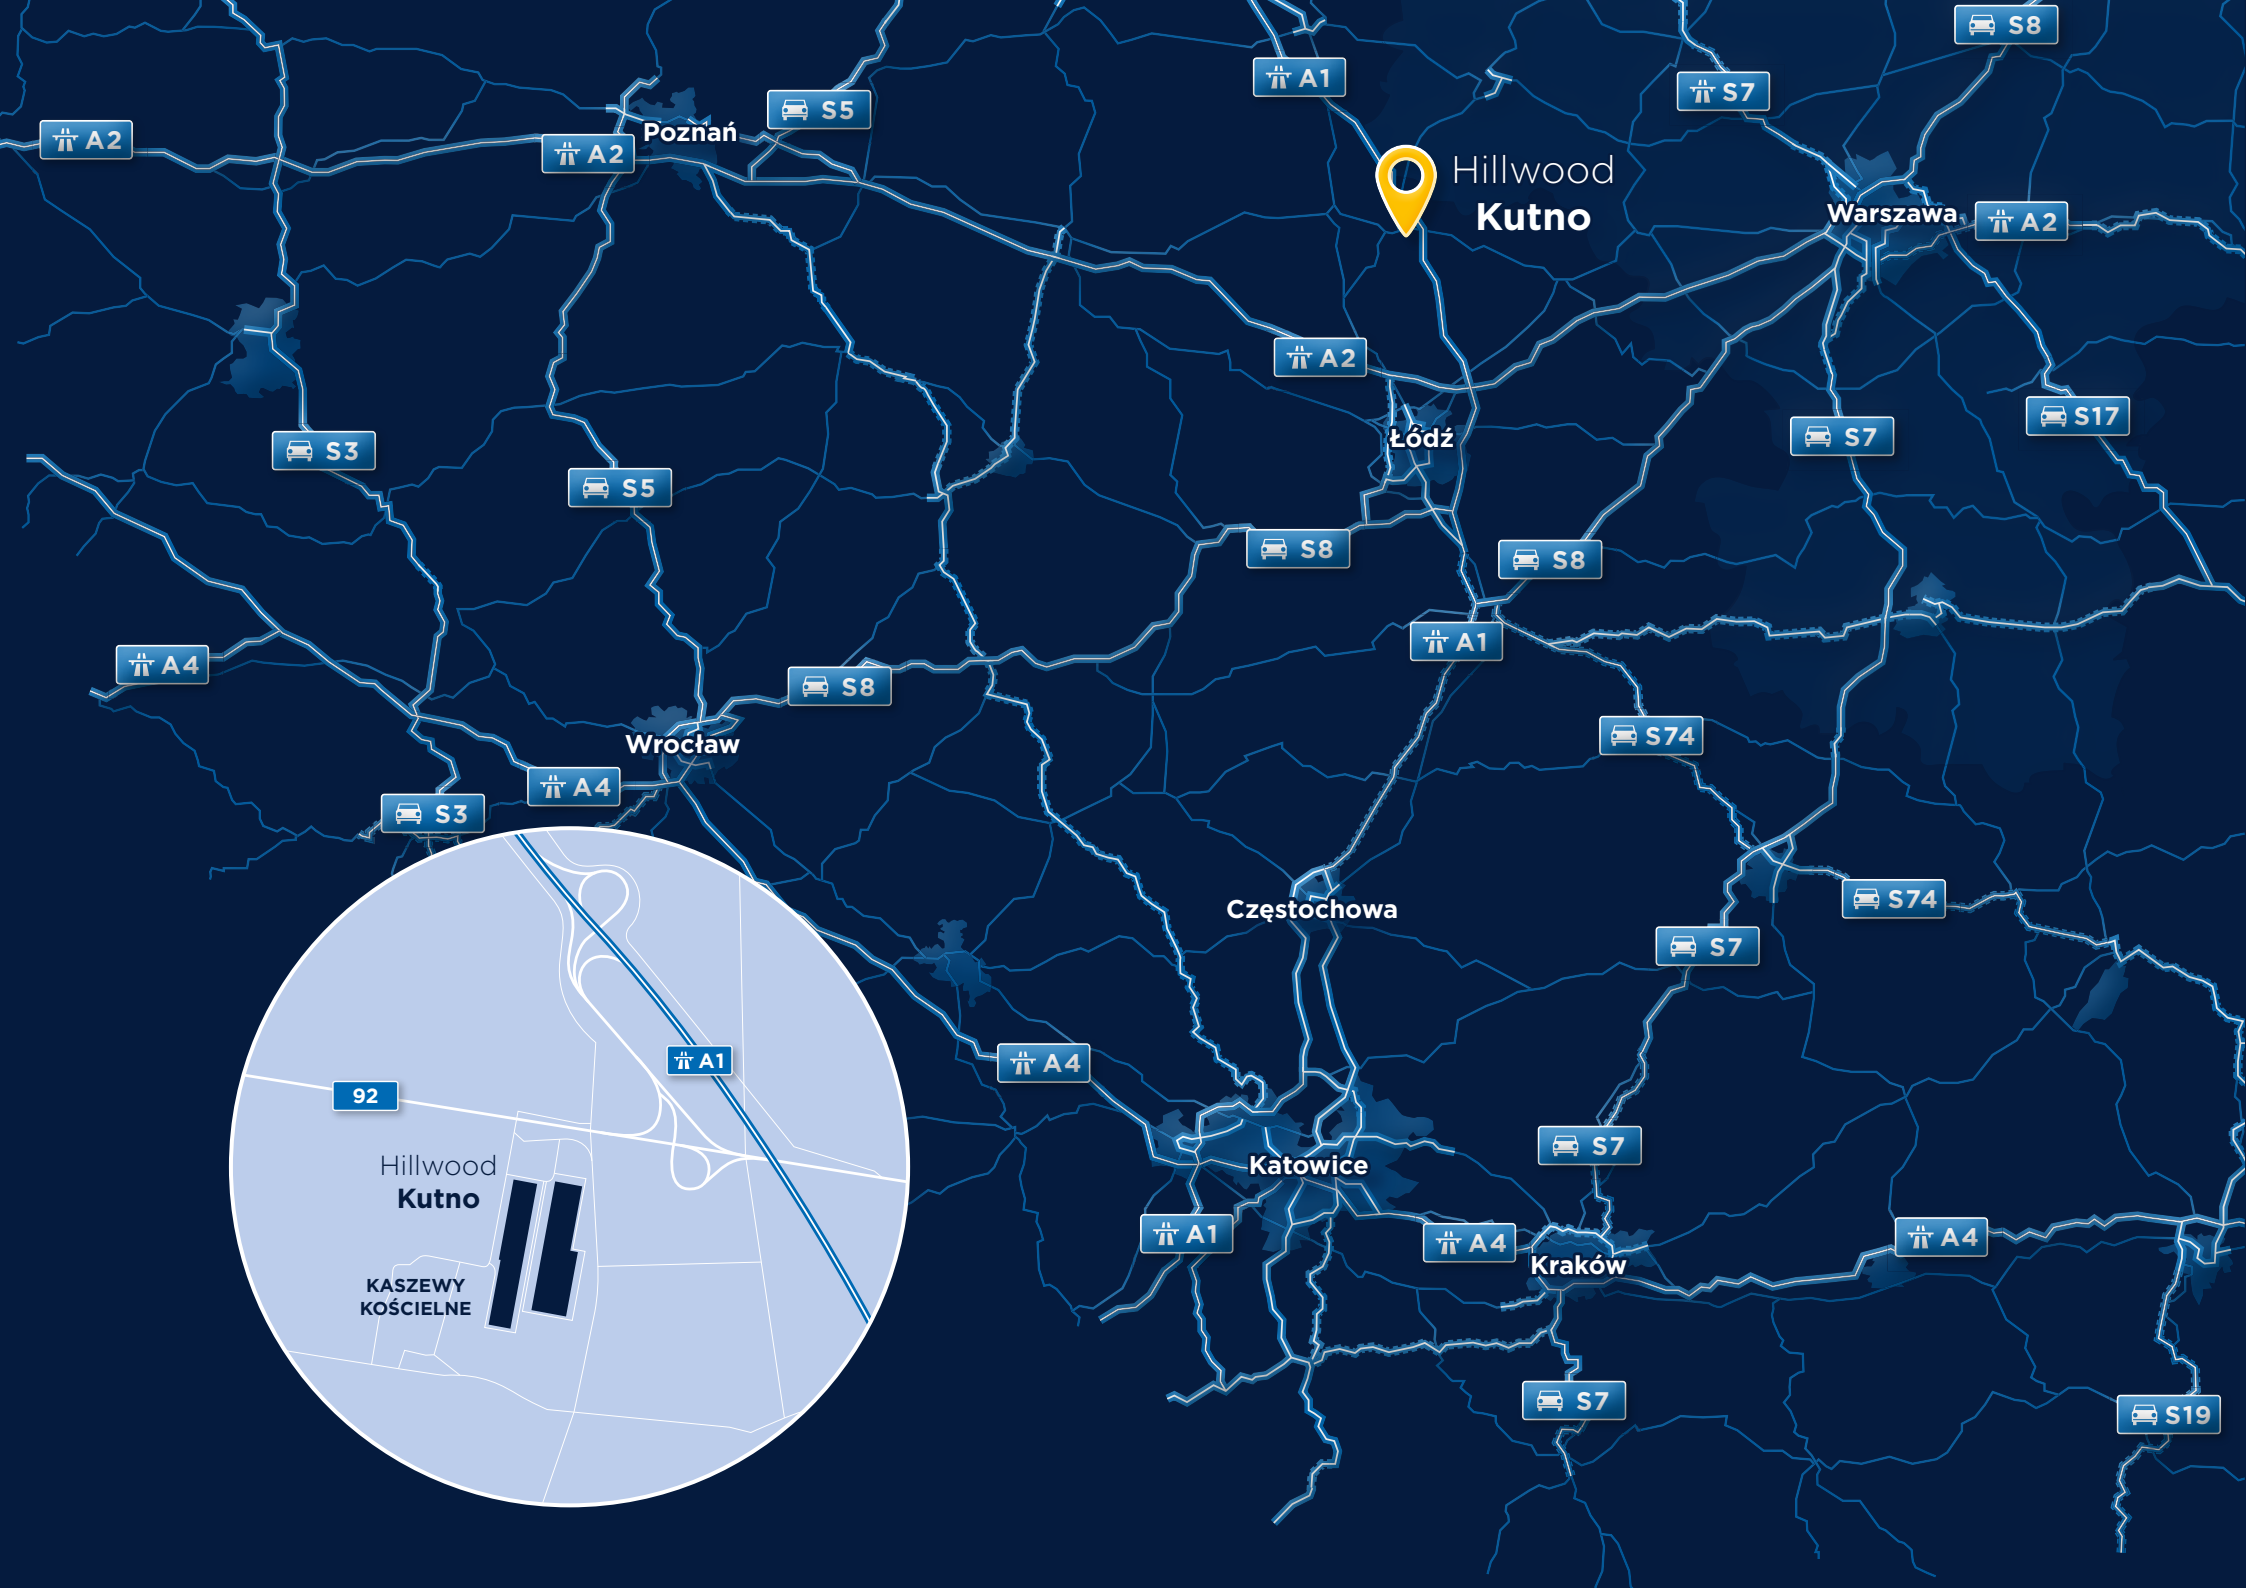 S8
A1
S7
S5
A2
Poznań
A2
Hillwood
Kutno
Warszawa
A2
A2
S17
S7
Łódź
S3
S5
S8
S8
A1
A4
S8
S74
Wrocław
A4
S3
S74
Częstochowa
S7
A4
A1
92
S7
Hillwood
Kutno
Katowice
A1
A4
A4
Kraków
KASZEWY
KOŚCIELNE
S7
S19